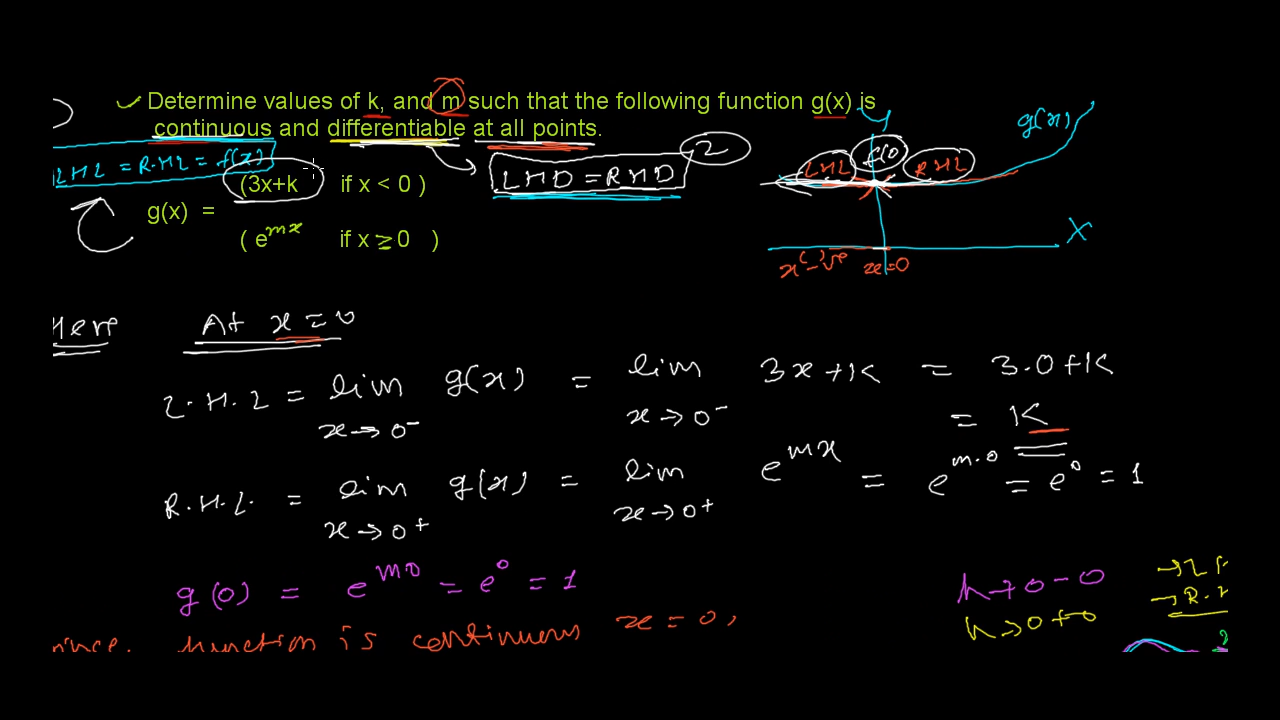 Determine values of k, and m such that the following function g(x) is
continuous and differentiable at all points.
L.H.L = R.H.L = f(x)
LHD = RHD
2
(3x+k if x < 0 )
g(x) =
( e^mx if x ≥ 0 )
y
g(x)
LHL
f(0
RHL
X
x=0
Here At x = 0
L.H.L = lim g(x) = lim 3x+k = 3.0+k
x→0⁻ x→0⁻ = k
R.H.L. = lim g(x) = lim e^mx = e^m.0 = e^0 = 1
x→0+ x→0+
g(0) = e^m0 = e^0 = 1
h→0-0
h→0+0
function is continuous x = 0,